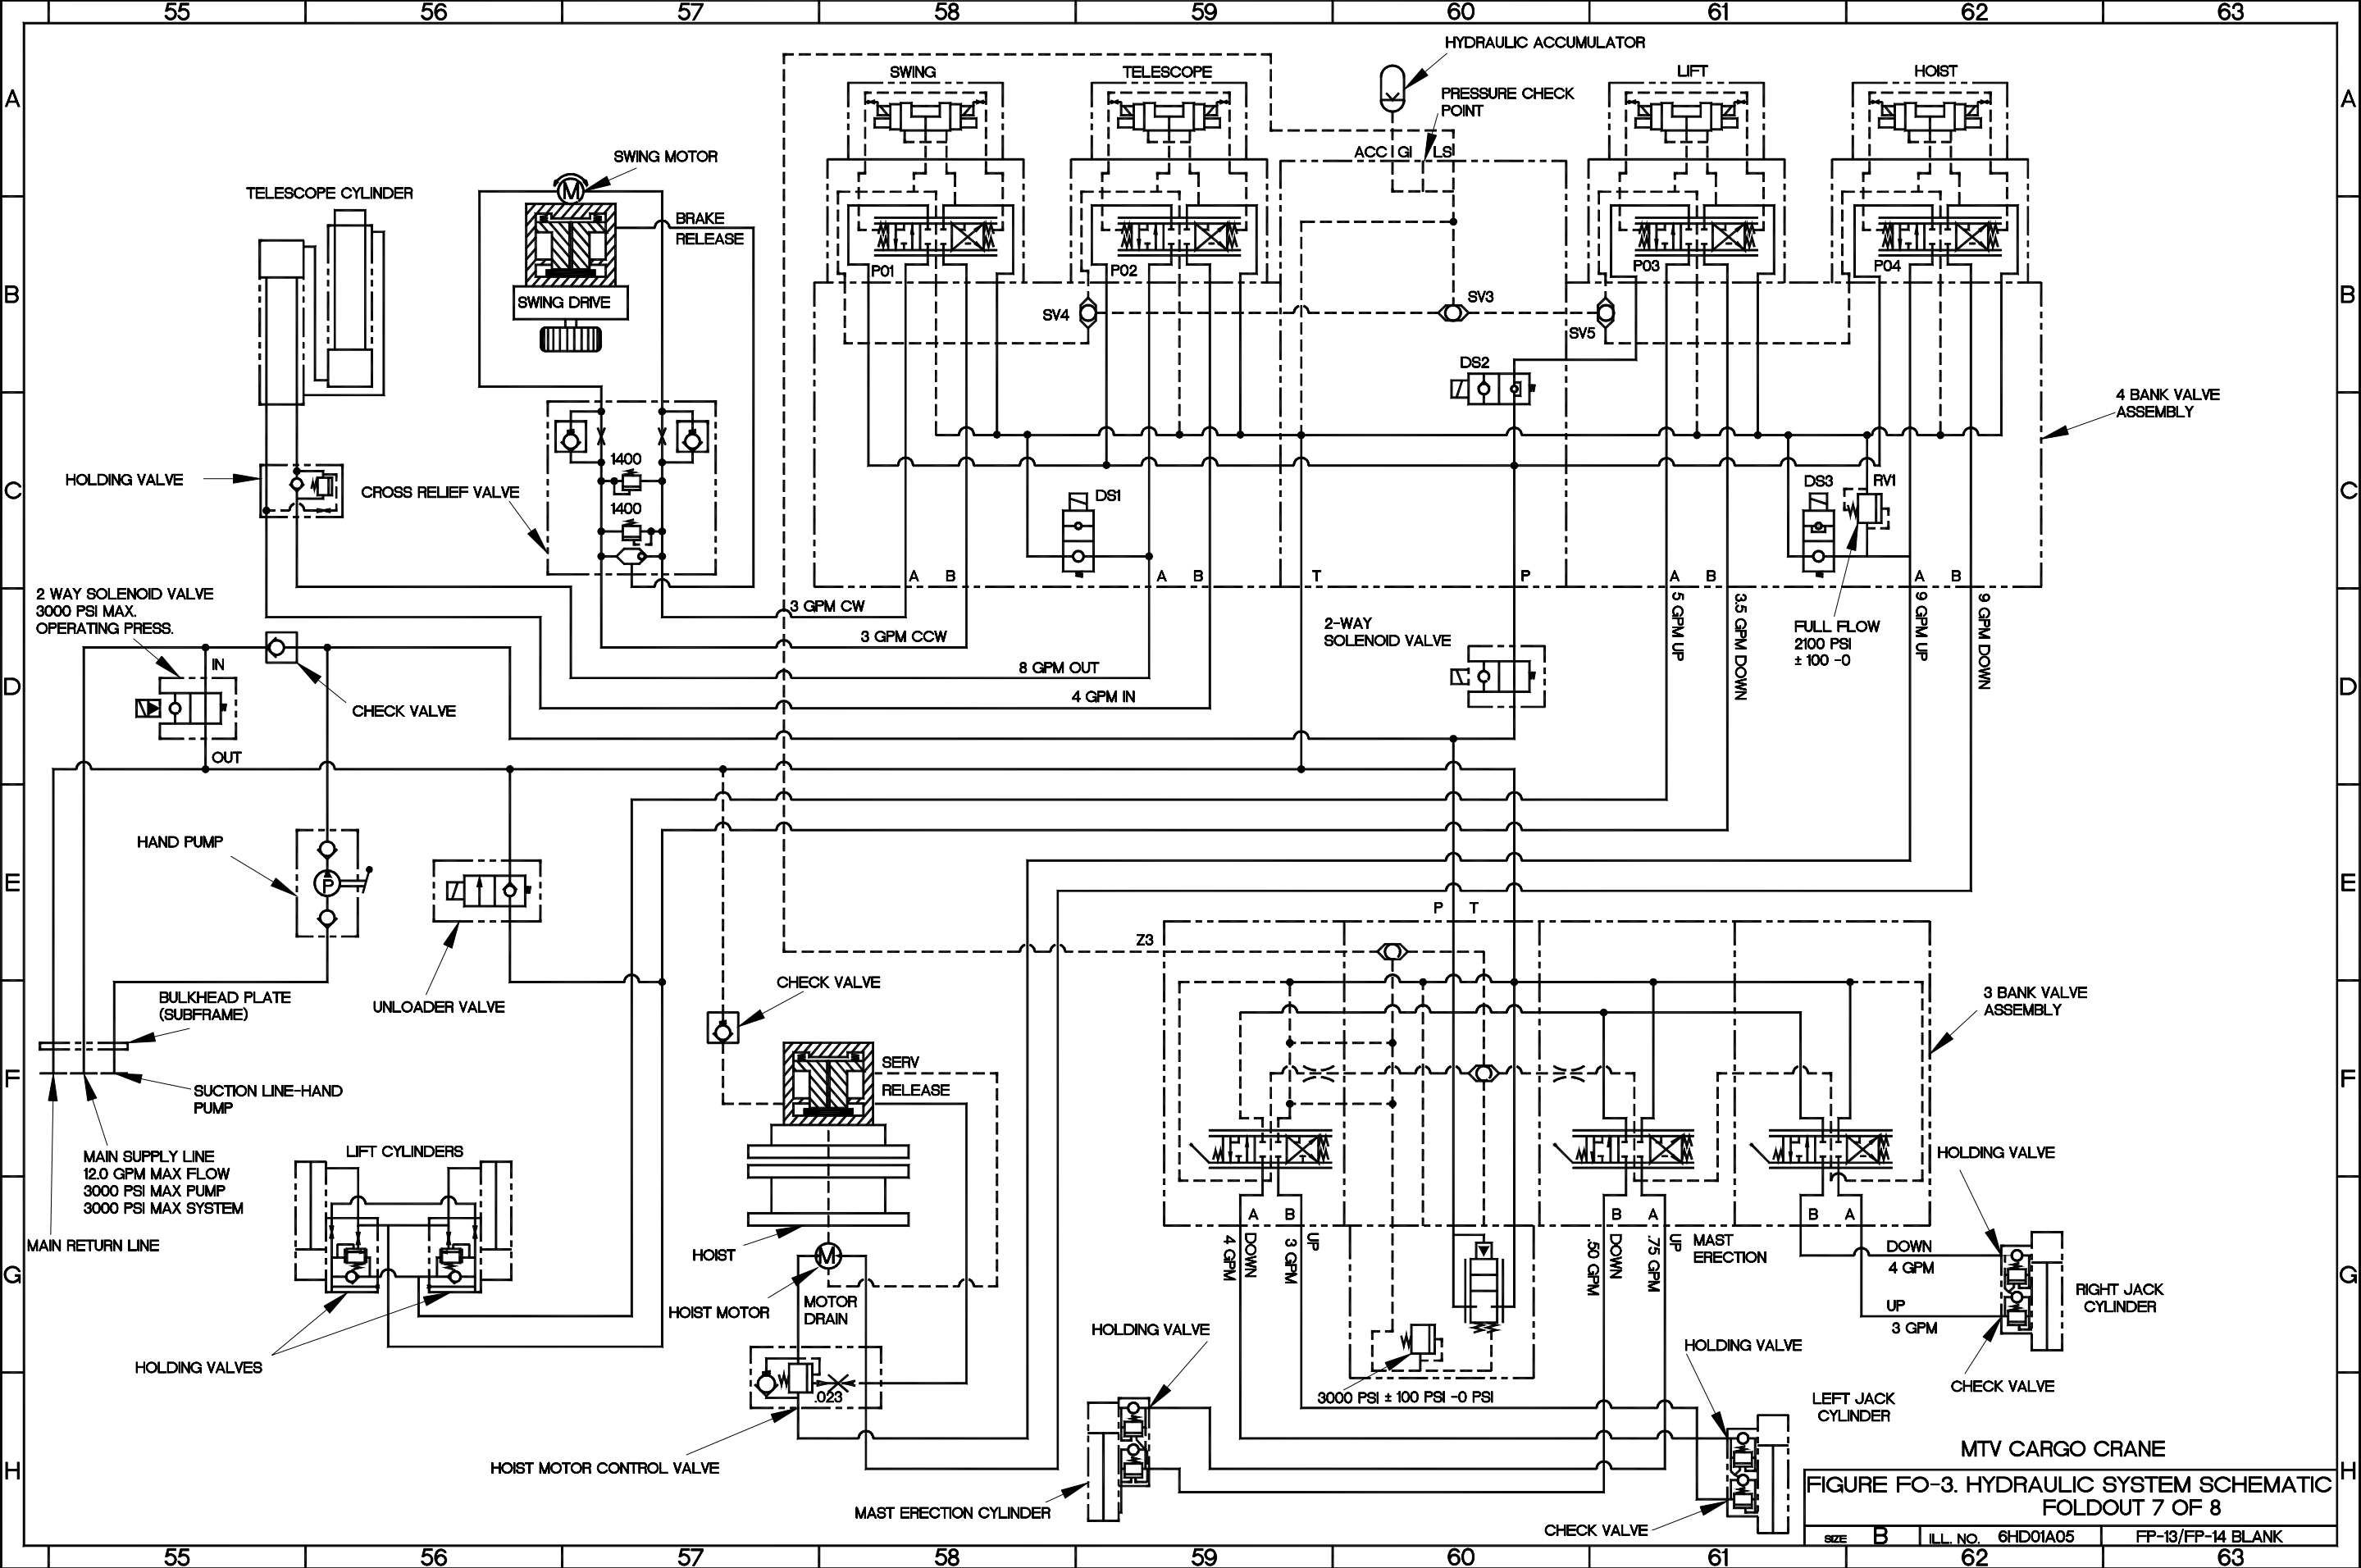 55 56 57 58 59 60 61 62 63
A
B
C
D
E
F
G
H
A
B
C
D
E
F
G
H
HYDRAULIC ACCUMULATOR
SWING
TELESCOPE
LIFT
HOIST
PRESSURE CHECK
POINT
ACC GI LS
SWING MOTOR
M
TELESCOPE CYLINDER
BRAKE
RELEASE
SWING DRIVE
P01
P02
P03
P04
SV4
SV3
SV5
DS2
4 BANK VALVE
ASSEMBLY
HOLDING VALVE
CROSS RELIEF VALVE
1400
1400
DS1
DS3
RV1
A B
A B
T
P
A B
A B
2 WAY SOLENOID VALVE
3000 PSI MAX.
OPERATING PRESS.
IN
OUT
CHECK VALVE
3 GPM CW
3 GPM CCW
8 GPM OUT
4 GPM IN
2-WAY
SOLENOID VALVE
5 GPM UP
3.5 GPM DOWN
FULL FLOW
2100 PSI
± 100 -0
9 GPM UP
9 GPM DOWN
HAND PUMP
P
UNLOADER VALVE
BULKHEAD PLATE
(SUBFRAME)
SUCTION LINE-HAND
PUMP
MAIN SUPPLY LINE
12.0 GPM MAX FLOW
3000 PSI MAX PUMP
3000 PSI MAX SYSTEM
MAIN RETURN LINE
LIFT CYLINDERS
HOLDING VALVES
CHECK VALVE
SERV
RELEASE
HOIST
M
HOIST MOTOR
MOTOR
DRAIN
.023
HOIST MOTOR CONTROL VALVE
P T
Z3
3 BANK VALVE
ASSEMBLY
A B
4 GPM
DOWN
3 GPM
UP
B A
.50 GPM
DOWN
.75 GPM
UP
MAST
ERECTION
B A
DOWN
4 GPM
UP
3 GPM
HOLDING VALVE
RIGHT JACK
CYLINDER
CHECK VALVE
3000 PSI ± 100 PSI -0 PSI
HOLDING VALVE
MAST ERECTION CYLINDER
HOLDING VALVE
LEFT JACK
CYLINDER
CHECK VALVE
MTV CARGO CRANE
FIGURE FO-3. HYDRAULIC SYSTEM SCHEMATIC
FOLDOUT 7 OF 8
SIZE B ILL. NO. 6HD01A05 FP-13/FP-14 BLANK
55 56 57 58 59 60 61 62 63